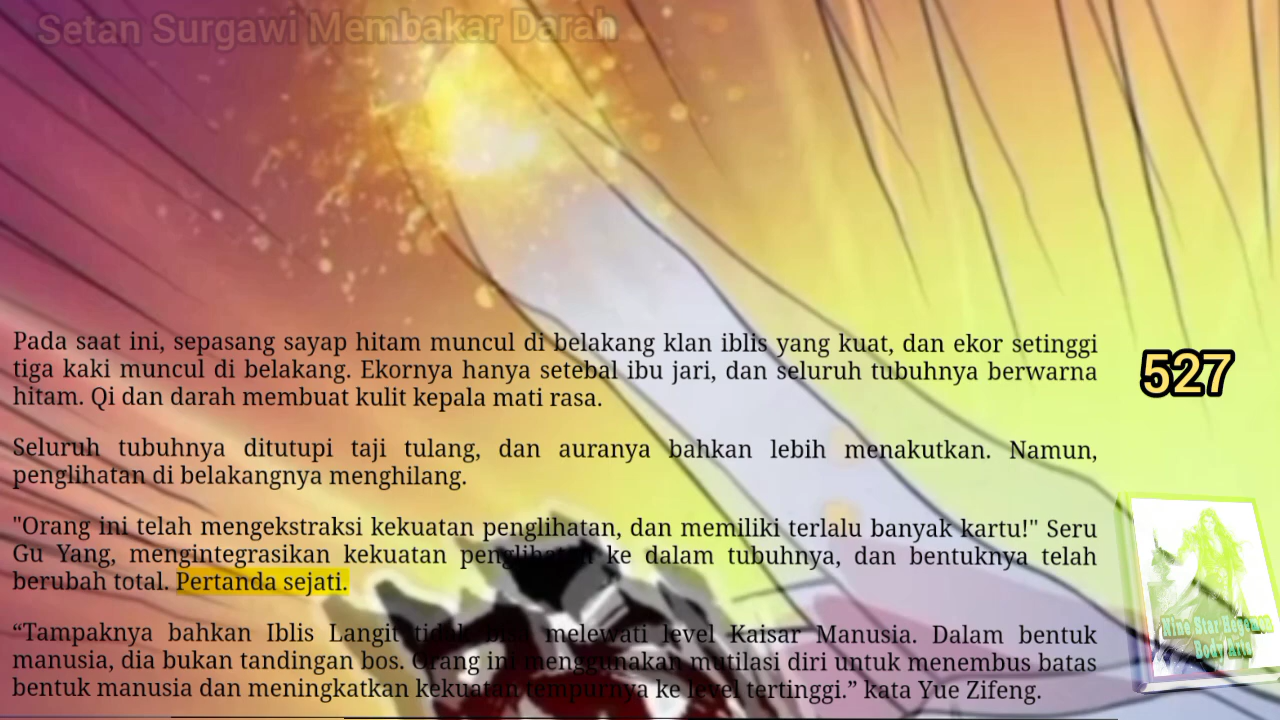 Setan Surgawi Membakar Darah
Pada saat ini, sepasang sayap hitam muncul di belakang klan iblis yang kuat, dan ekor setinggi
tiga kaki muncul di belakang. Ekornya hanya setebal ibu jari, dan seluruh tubuhnya berwarna
hitam. Qi dan darah membuat kulit kepala mati rasa.
Seluruh tubuhnya ditutupi taji tulang, dan auranya bahkan lebih menakutkan. Namun,
penglihatan di belakangnya menghilang.
"Orang ini telah mengekstraksi kekuatan penglihatan, dan memiliki terlalu banyak kartu!" Seru
Gu Yang, mengintegrasikan kekuatan penglihatan ke dalam tubuhnya, dan bentuknya telah
berubah total. Pertanda sejati.
“Tampaknya bahkan Iblis Langit tidak bisa melewati level Kaisar Manusia. Dalam bentuk
manusia, dia bukan tandingan bos. Orang ini menggunakan mutilasi diri untuk menembus batas
bentuk manusia dan meningkatkan kekuatan tempurnya ke level tertinggi.” kata Yue Zifeng.
527
Nine Star Hegemon
Body Arts